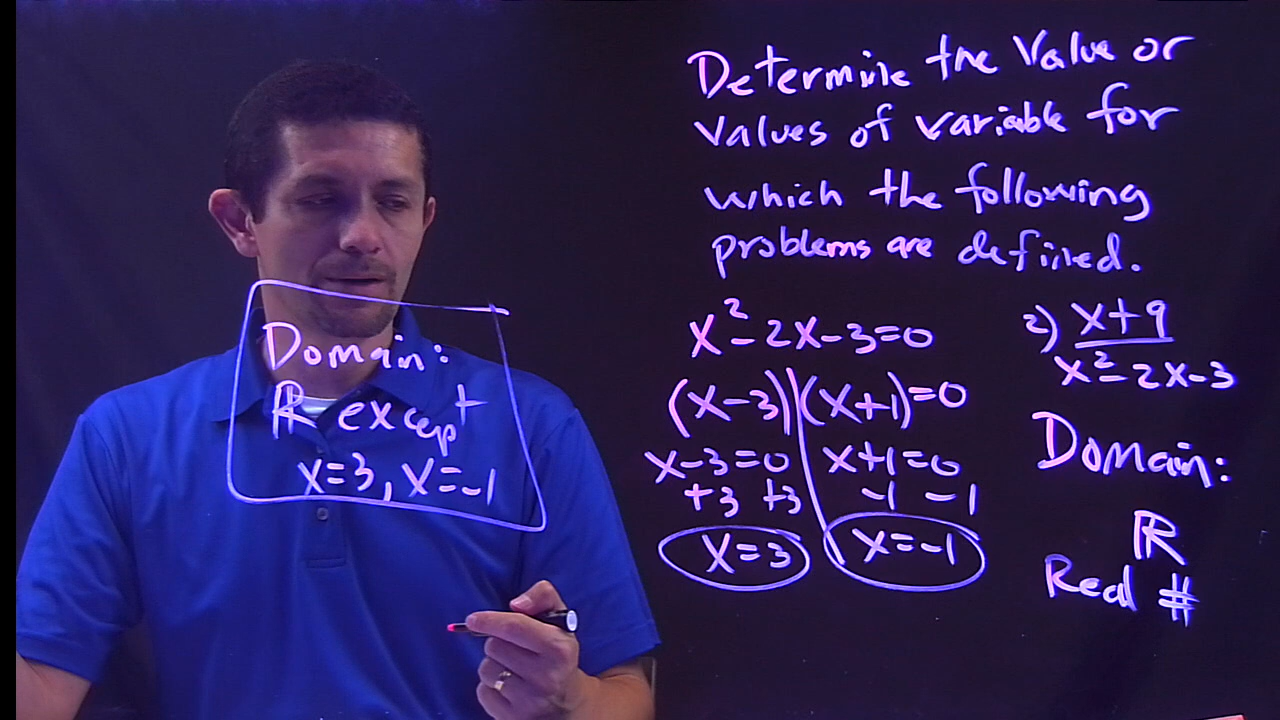 Determine the Value or
Values of variable for
which the following
problems are defined.
x² - 2x - 3 = 0
(x-3) | (x+1) = 0
x-3=0 | x+1=0
+3 +3 | -1 -1
x=3 | x=-1
2) x+9
x² - 2x - 3
Domain:
ℝ
Real #
Domain:
ℝ except
x=3, x=-1